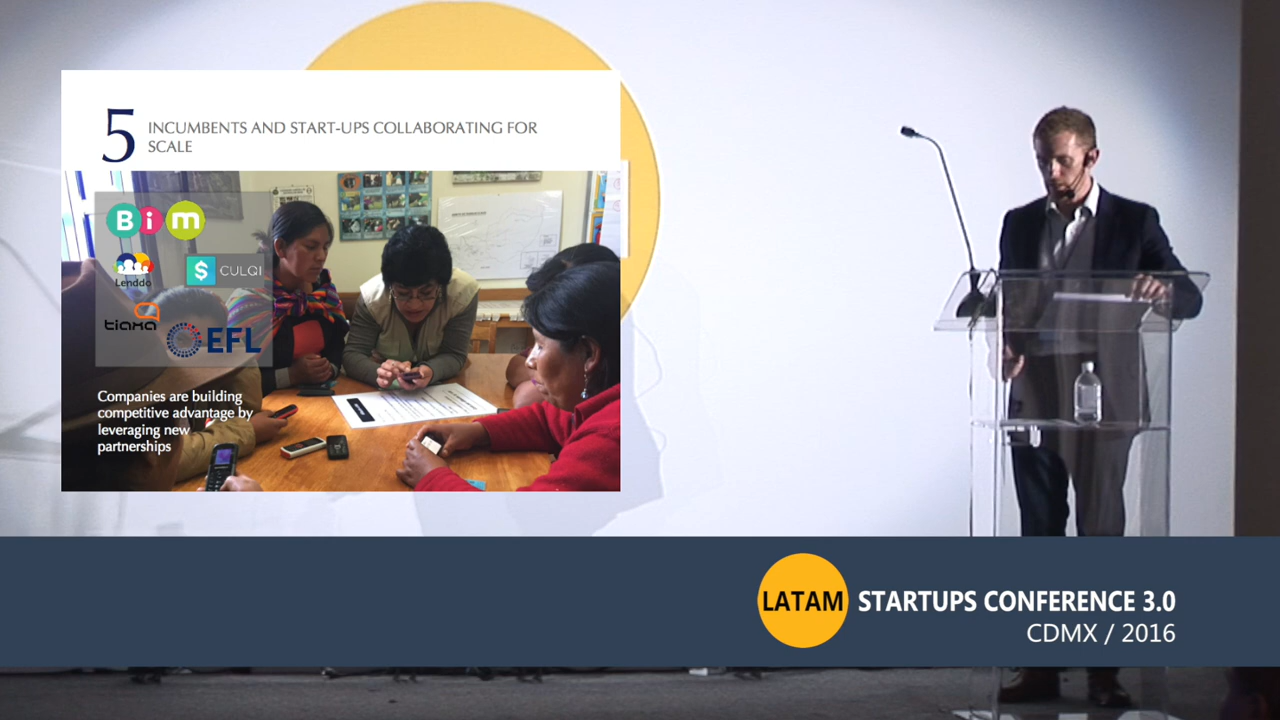 5 INCUMBENTS AND START-UPS COLLABORATING FOR
SCALE
Bim
Lenddo
$ CULQI
tiaxa
EFL
Companies are building
competitive advantage by
leveraging new
partnerships
LATAM STARTUPS CONFERENCE 3.0
CDMX / 2016